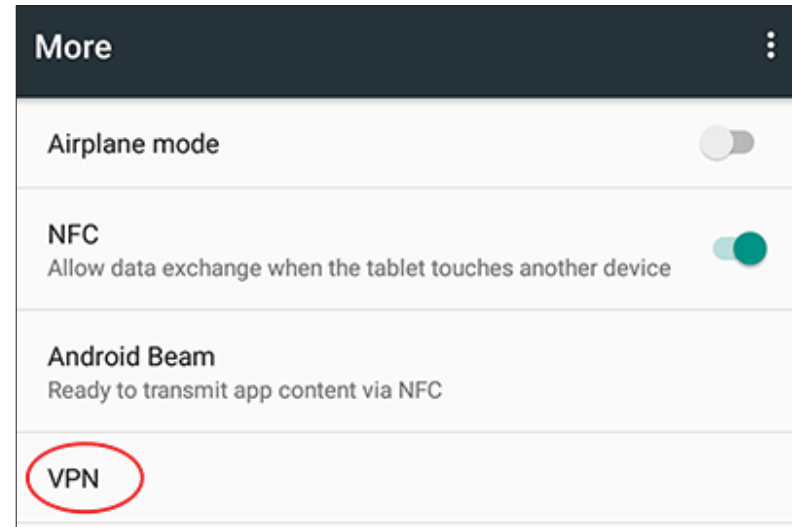 More
Airplane mode
NFC
Allow data exchange when the tablet touches another device
Android Beam
Ready to transmit app content via NFC
VPN